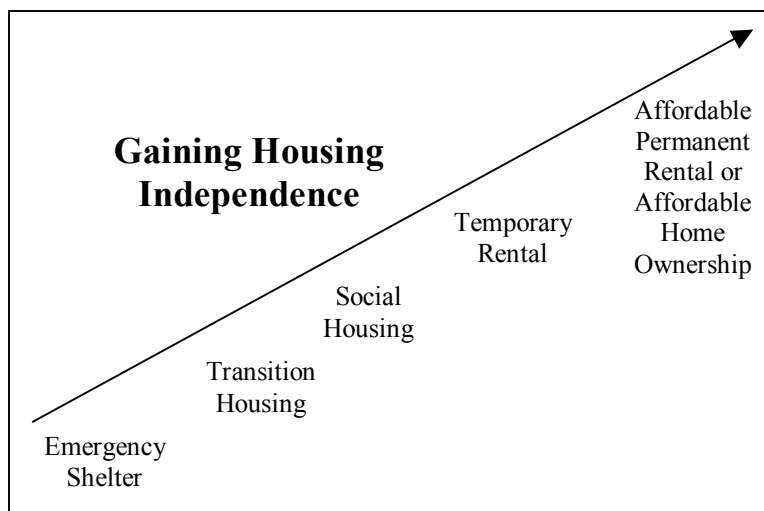 Gaining Housing
Independence
Affordable
Permanent
Rental or
Affordable
Home
Ownership
Temporary
Rental
Social
Housing
Transition
Housing
Emergency
Shelter